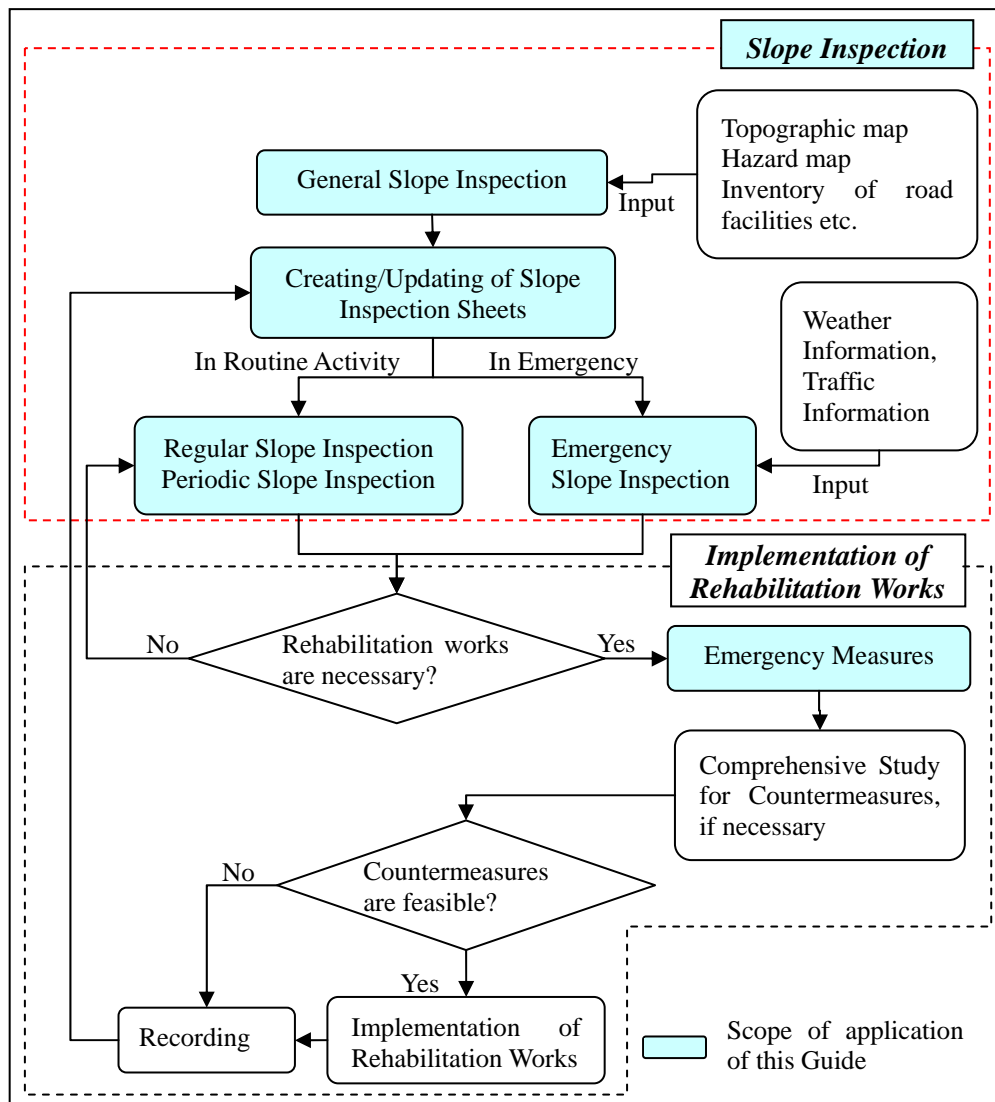 Slope Inspection
Topographic map
Hazard map
Inventory of road
facilities etc.
General Slope Inspection
Input
Creating/Updating of Slope
Inspection Sheets
Weather
Information,
Traffic
Information
In Routine Activity
In Emergency
Regular Slope Inspection
Periodic Slope Inspection
Emergency
Slope Inspection
Input
Implementation of
Rehabilitation Works
No
Rehabilitation works
are necessary?
Yes
Emergency Measures
Comprehensive Study
for Countermeasures,
if necessary
No
Countermeasures
are feasible?
Yes
Recording
Implementation of
Rehabilitation Works
Scope of application
of this Guide